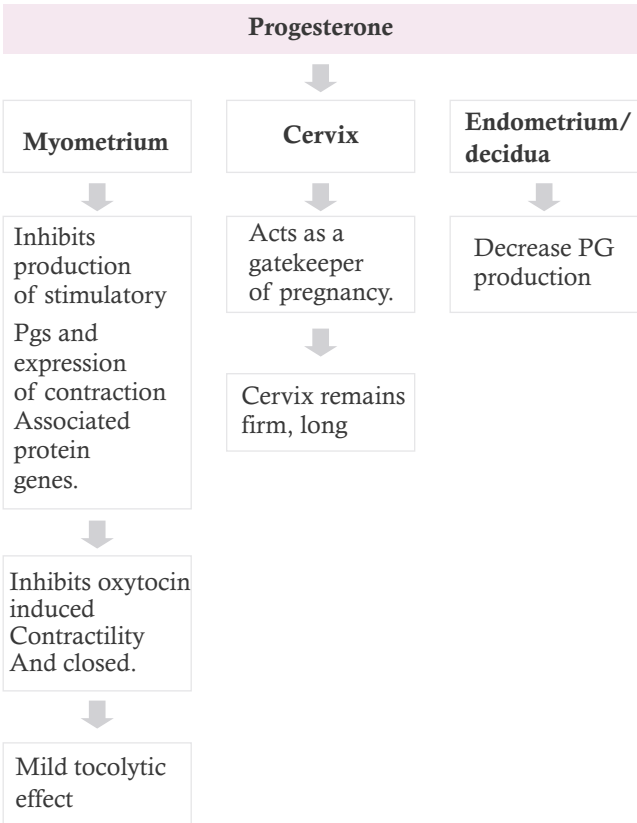 Progesterone
Myometrium
Cervix
Endometrium/
decidua
Inhibits
production
of stimulatory
Pgs and
expression
of contraction
Associated
protein
genes.
Inhibits oxytocin
induced
Contractility
And closed.
Mild tocolytic
effect
Acts as a
gatekeeper
of pregnancy.
Cervix remains
firm, long
Decrease PG
production